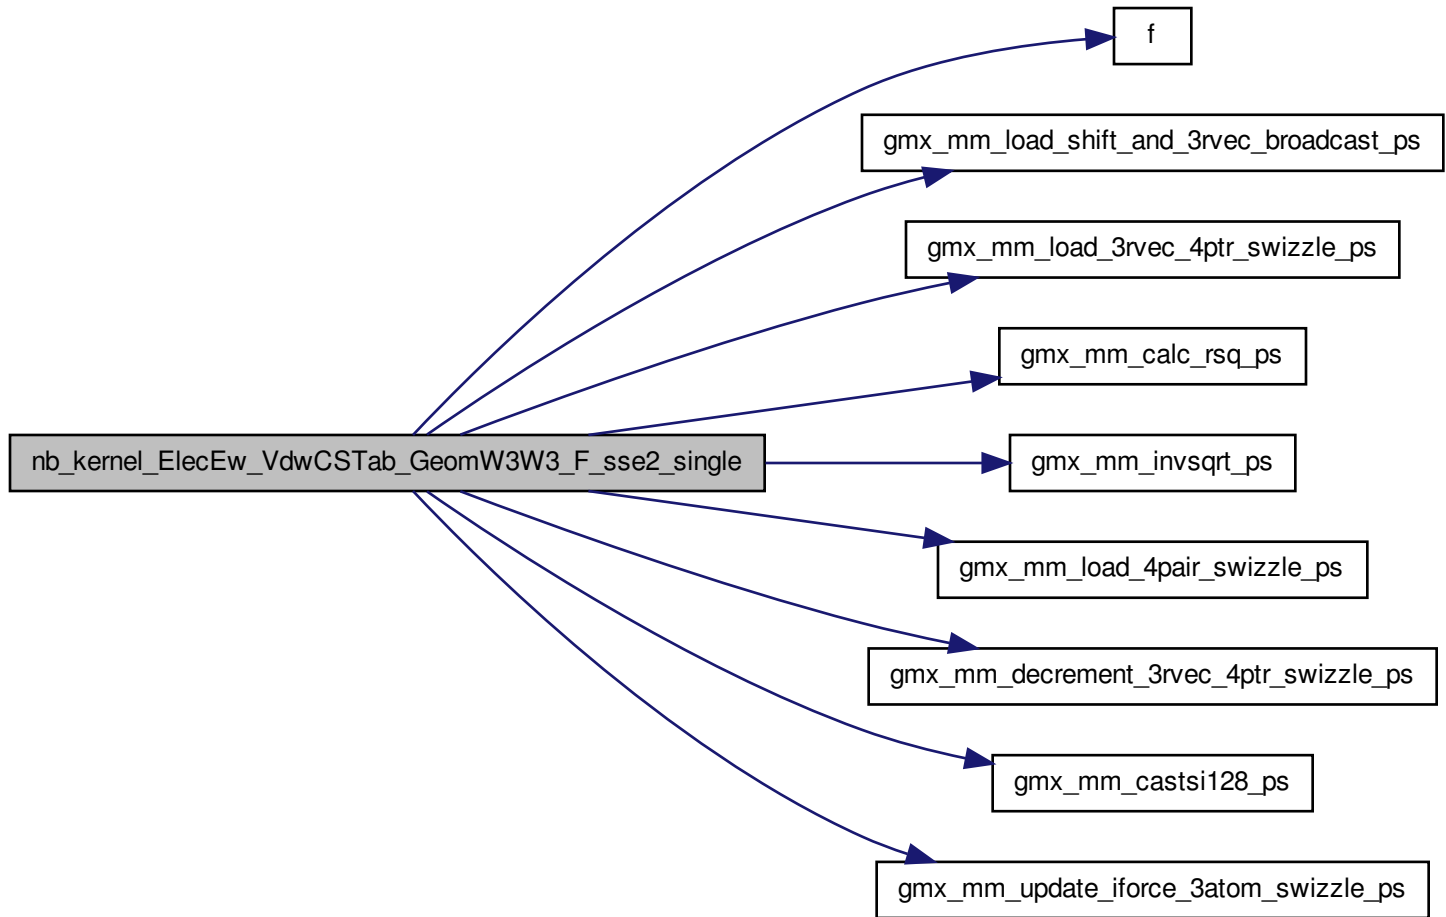 f
gmx_mm_load_shift_and_3rvec_broadcast_ps
gmx_mm_load_3rvec_4ptr_swizzle_ps
gmx_mm_calc_rsq_ps
nb_kernel_ElecEw_VdwCSTab_GeomW3W3_F_sse2_single
gmx_mm_invsqrt_ps
gmx_mm_load_4pair_swizzle_ps
gmx_mm_decrement_3rvec_4ptr_swizzle_ps
gmx_mm_castsi128_ps
gmx_mm_update_iforce_3atom_swizzle_ps